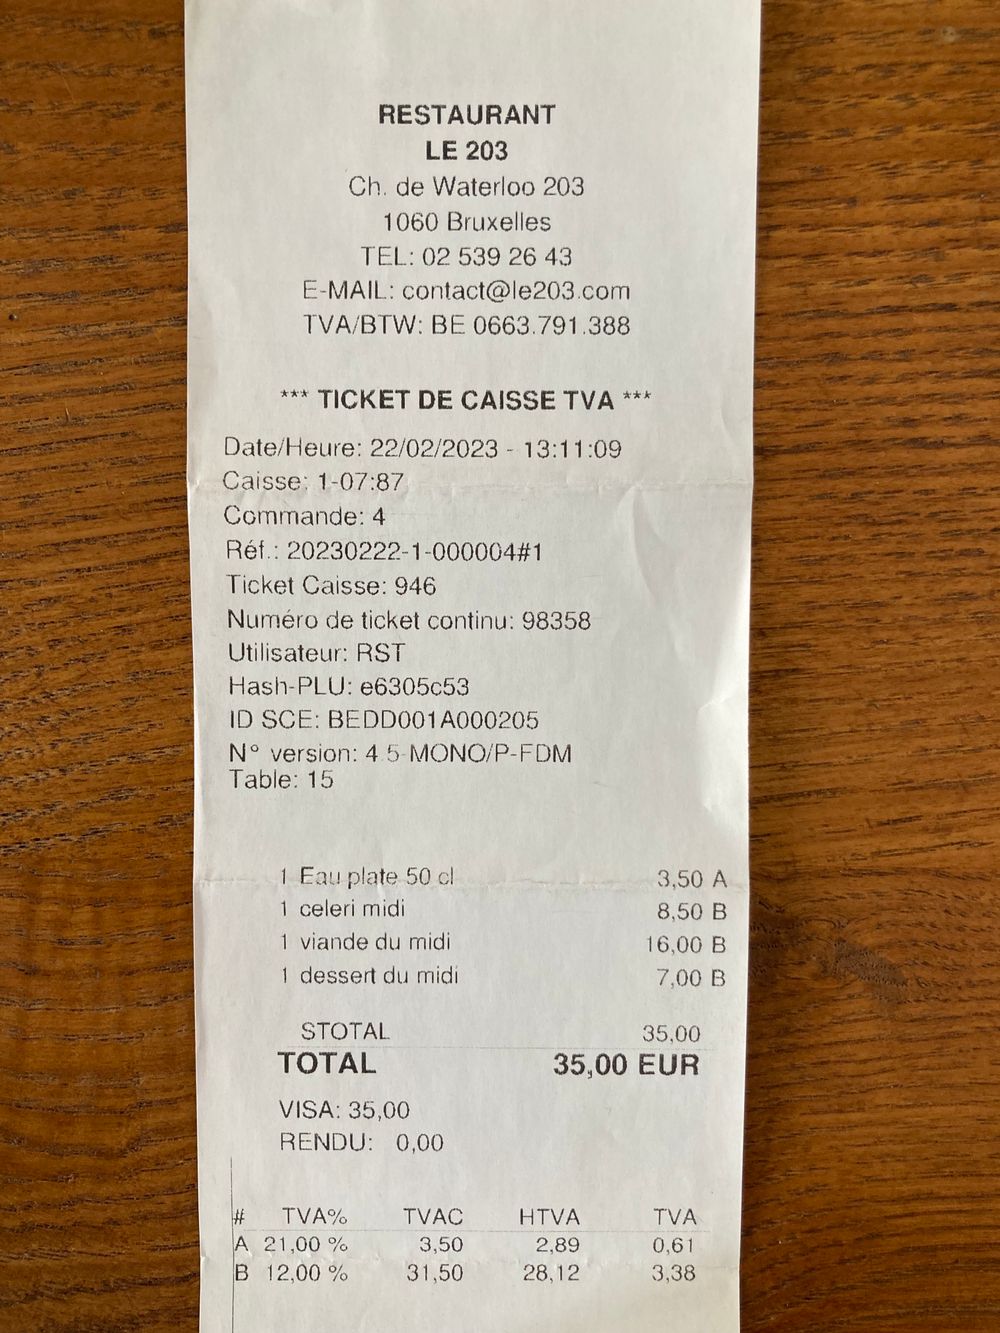 RESTAURANT
LE 203
Ch. de Waterloo 203
1060 Bruxelles
TEL: 02 539 26 43
E-MAIL: contact@le203.com
TVA/BTW: BE 0663.791.388
*** TICKET DE CAISSE TVA ***
Date/Heure: 22/02/2023 - 13:11:09
Caisse: 1-07:87
Commande: 4
Réf.: 20230222-1-000004#1
Ticket Caisse: 946
Numéro de ticket continu: 98358
Utilisateur: RST
Hash-PLU: e6305c53
ID SCE: BEDD001A000205
N° version: 4.5-MONO/P-FDM
Table: 15
1 Eau plate 50 cl 3,50 A
1 celeri midi 8,50 B
1 viande du midi 16,00 B
1 dessert du midi 7,00 B
STOTAL 35,00
TOTAL 35,00 EUR
VISA: 35,00
RENDU: 0,00
# TVA% TVAC HTVA TVA
A 21,00 % 3,50 2,89 0,61
B 12,00 % 31,50 28,12 3,38